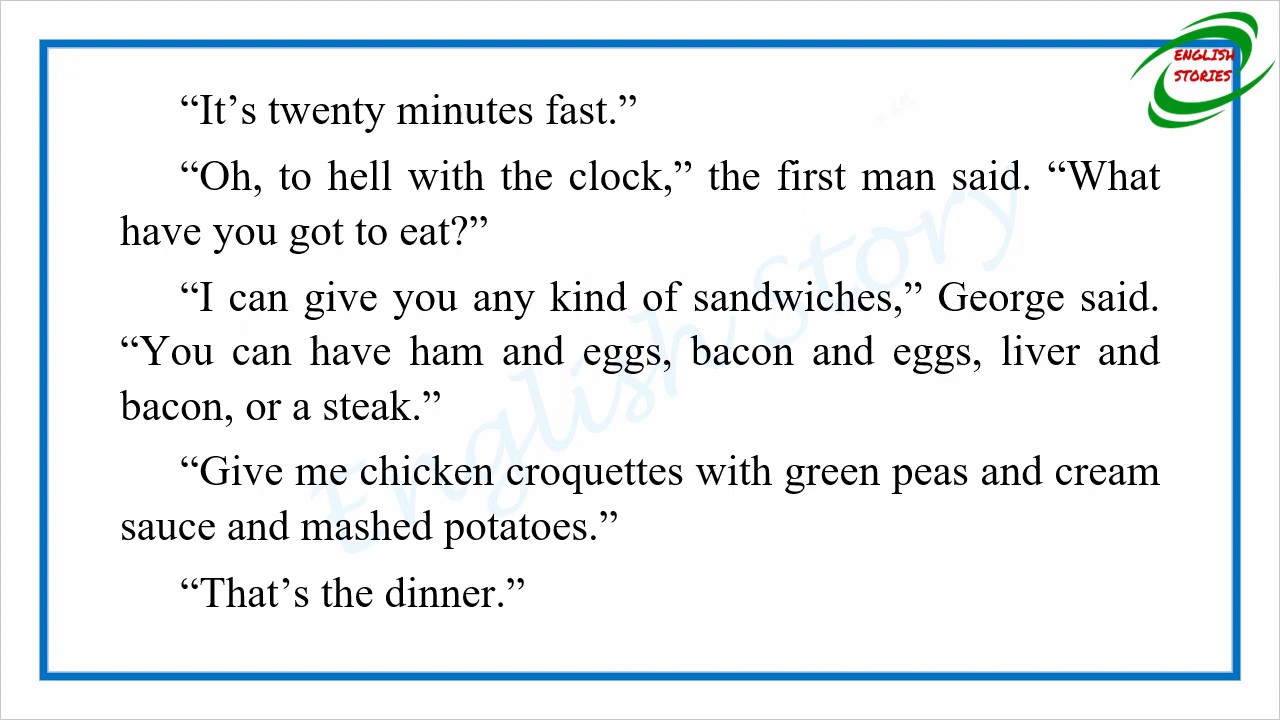 ENGLISH
STORIES
“It’s twenty minutes fast.”
“Oh, to hell with the clock,” the first man said. “What
have you got to eat?”
“I can give you any kind of sandwiches,” George said.
“You can have ham and eggs, bacon and eggs, liver and
bacon, or a steak.”
“Give me chicken croquettes with green peas and cream
sauce and mashed potatoes.”
“That’s the dinner.”
English Story